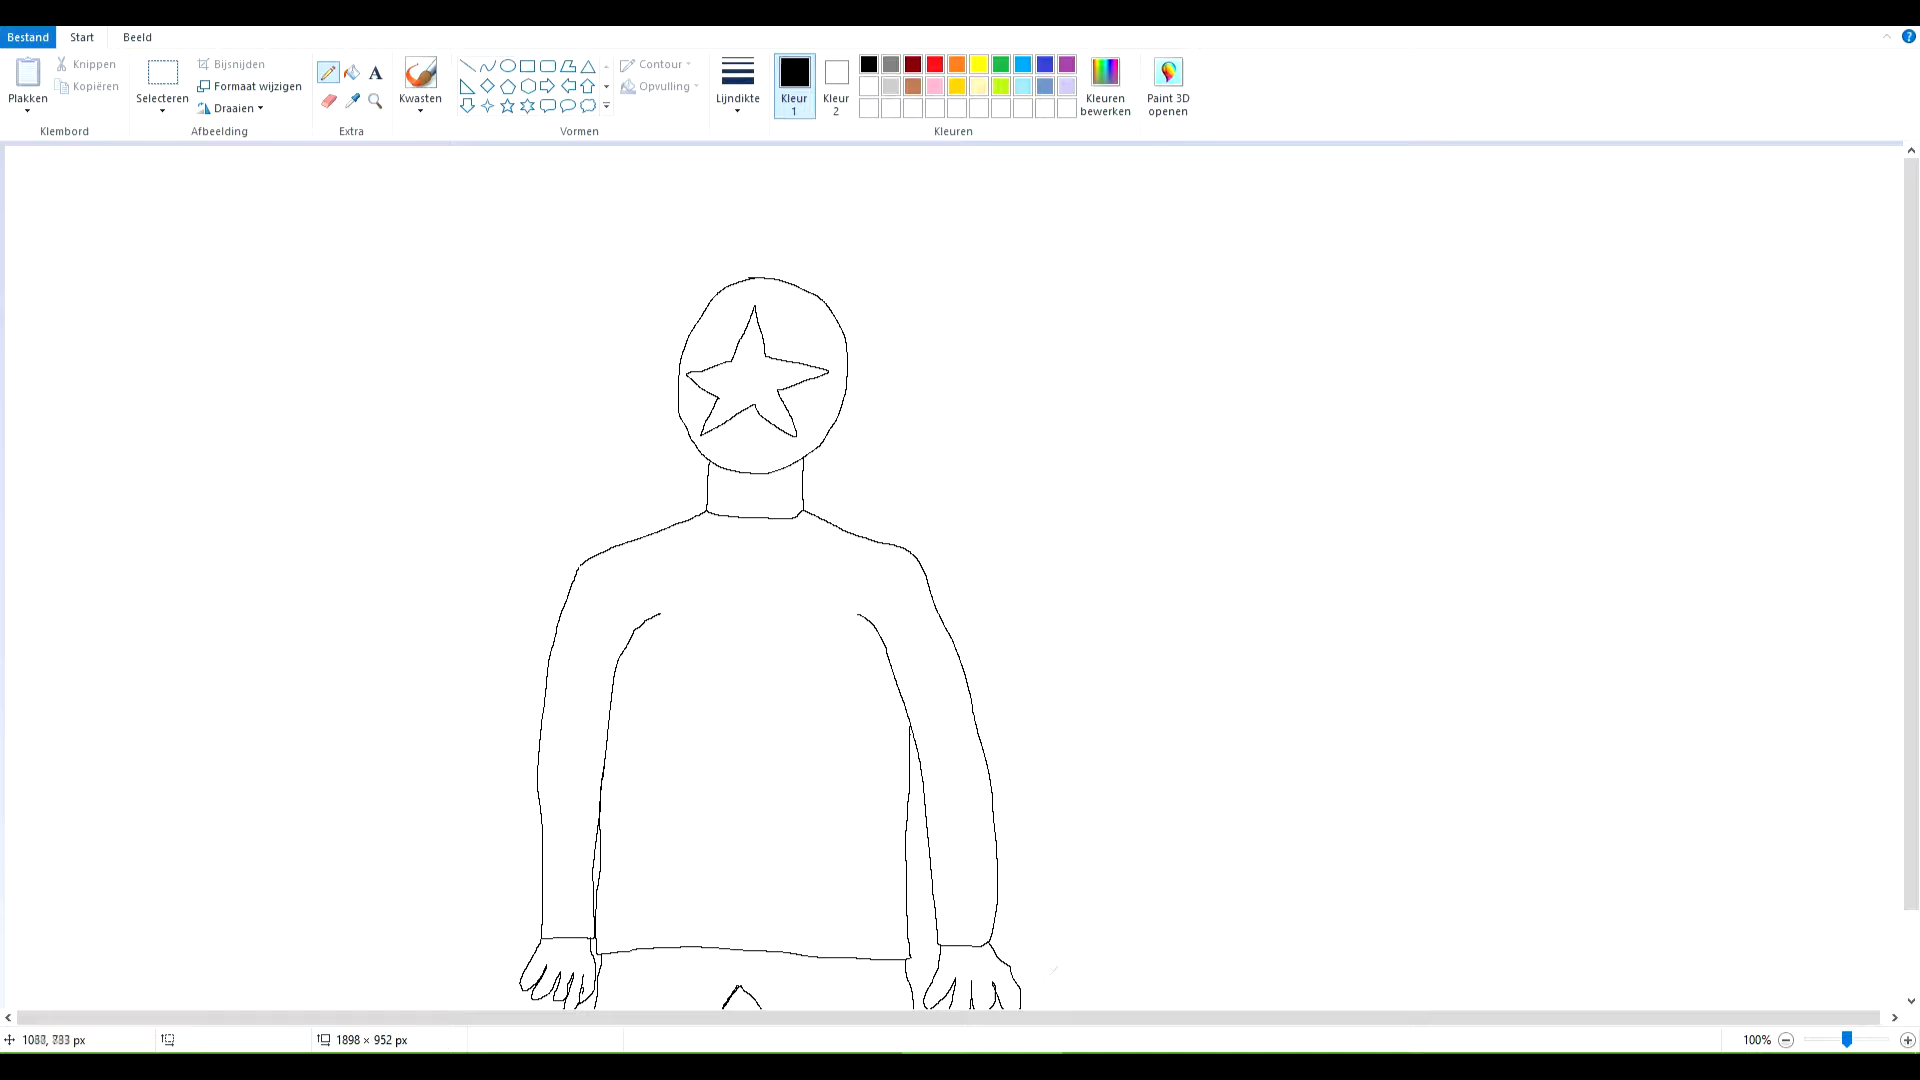 Bestand Start Beeld
?
Plakken
Knippen
Kopiëren
Klembord
Selecteren
Bijsnijden
Formaat wijzigen
Draaien
Afbeelding
A
Extra
Kwasten
Vormen
Contour
Opvulling
Lijndikte
Kleur
1
Kleur
2
Kleuren
Kleuren
bewerken
Paint 3D
openen
1898 × 952 px
100%